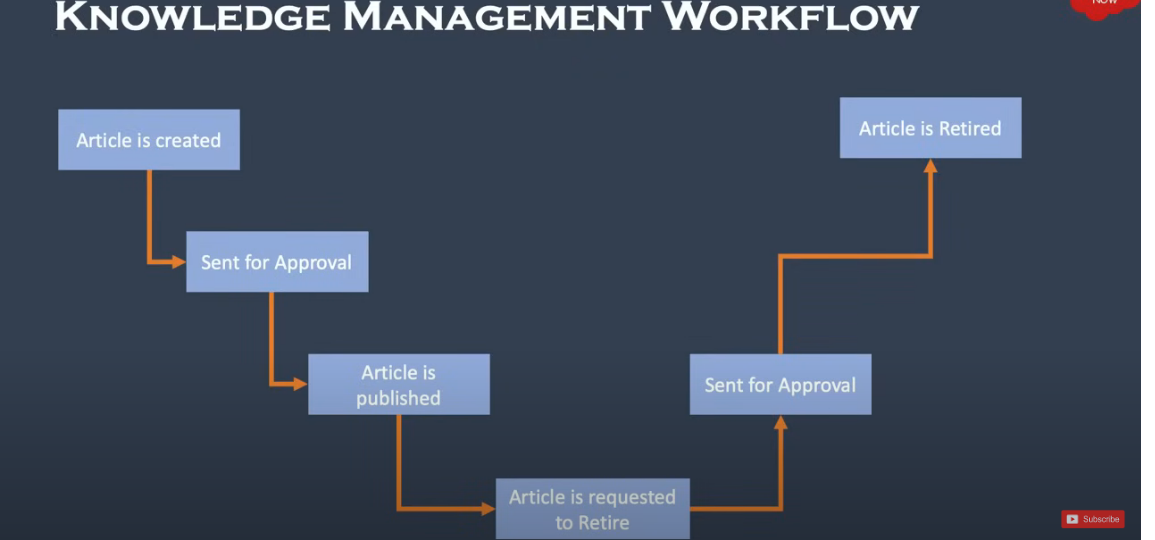 KNOWLEDGE MANAGEMENT WORKFLOW
NOW
Article is created
Sent for Approval
Article is
published
Article is requested
to Retire
Sent for Approval
Article is Retired
Subscribe